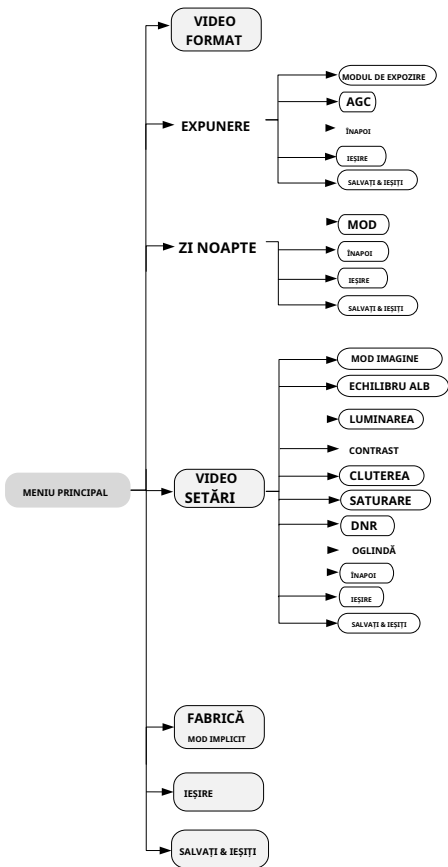 VIDEO
FORMAT
EXPUNERE
MODUL DE EXPOZIRE
AGC
ÎNAPOI
IEȘIRE
SALVAȚI & IEȘIȚI
ZI NOAPTE
MOD
ÎNAPOI
IEȘIRE
SALVAȚI & IEȘIȚI
MENIU PRINCIPAL
VIDEO
SETĂRI
MOD IMAGINE
ECHILIBRU ALB
LUMINAREA
CONTRAST
CLUTEREA
SATURARE
DNR
OGLINDĂ
ÎNAPOI
IEȘIRE
SALVAȚI & IEȘIȚI
FABRICĂ
MOD IMPLICIT
IEȘIRE
SALVAȚI & IEȘIȚI